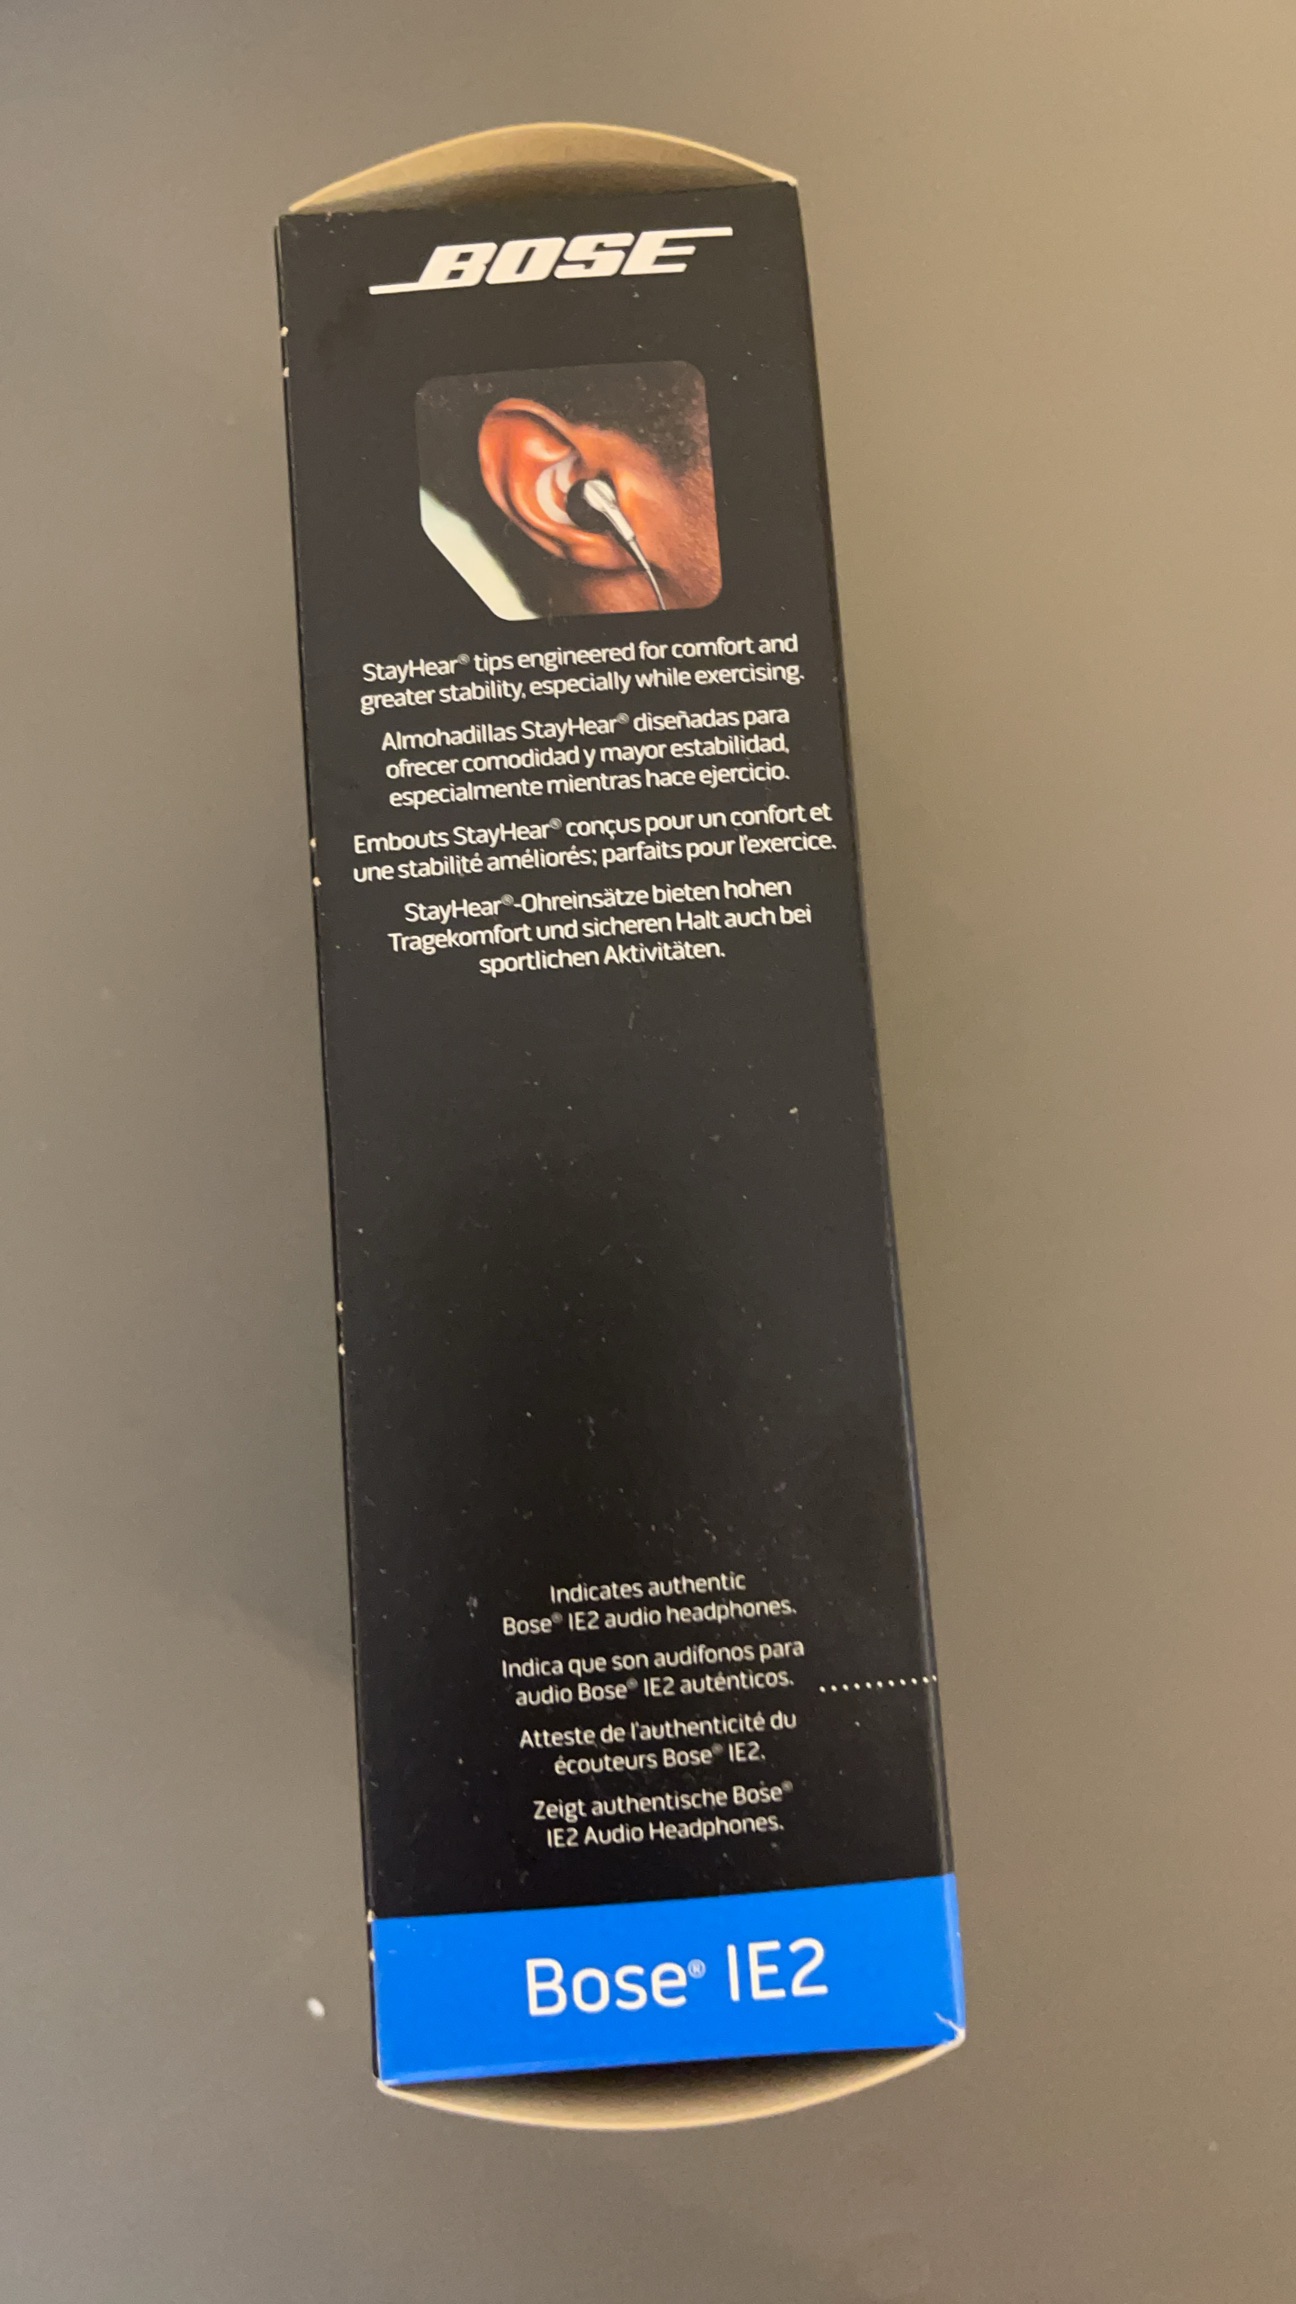 BOSE
StayHear® tips engineered for comfort and
greater stability, especially while exercising.
Almohadillas StayHear® diseñadas para
ofrecer comodidad y mayor estabilidad,
especialmente mientras hace ejercicio.
Embouts StayHear® conçus pour un confort et
une stabilité améliorés; parfaits pour l'exercice.
StayHear®-Ohreinsätze bieten hohen
Tragekomfort und sicheren Halt auch bei
sportlichen Aktivitäten.
Indicates authentic
Bose® IE2 audio headphones.
Indica que son audífonos para
audio Bose® IE2 auténticos. ...........
Atteste de l'authenticité du
écouteurs Bose® IE2.
Zeigt authentische Bose®
IE2 Audio Headphones.
Bose® IE2